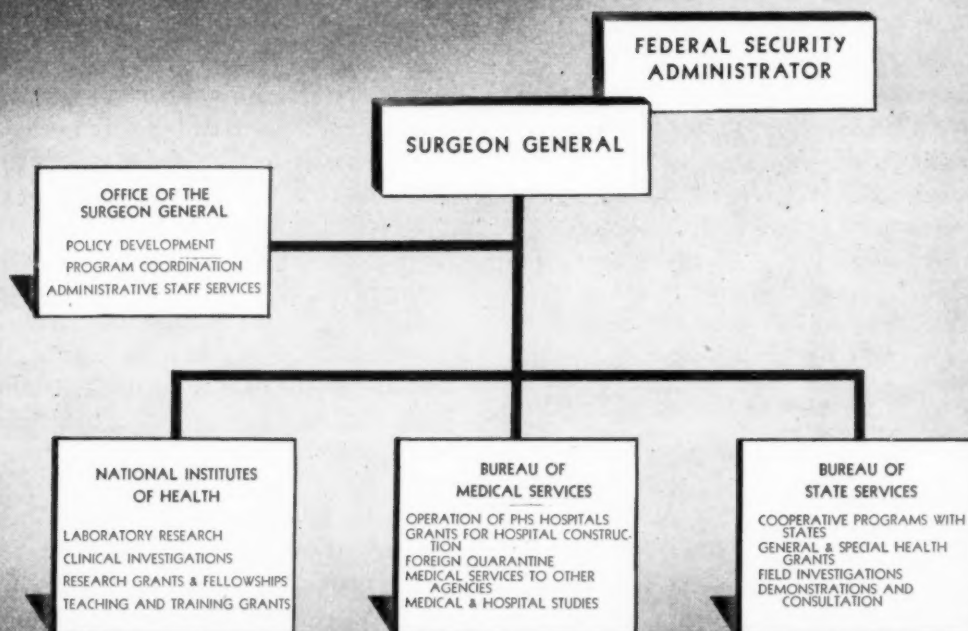 FEDERAL SECURITY
ADMINISTRATOR
SURGEON GENERAL
OFFICE OF THE
SURGEON GENERAL
POLICY DEVELOPMENT
PROGRAM COORDINATION
ADMINISTRATIVE STAFF SERVICES
NATIONAL INSTITUTES
OF HEALTH
LABORATORY RESEARCH
CLINICAL INVESTIGATIONS
RESEARCH GRANTS & FELLOWSHIPS
TEACHING AND TRAINING GRANTS
BUREAU OF
MEDICAL SERVICES
OPERATION OF PHS HOSPITALS
GRANTS FOR HOSPITAL CONSTRUC-
TION
FOREIGN QUARANTINE
MEDICAL SERVICES TO OTHER
AGENCIES
MEDICAL & HOSPITAL STUDIES
BUREAU OF
STATE SERVICES
COOPERATIVE PROGRAMS WITH
STATES
GENERAL & SPECIAL HEALTH
GRANTS
FIELD INVESTIGATIONS
DEMONSTRATIONS AND
CONSULTATION